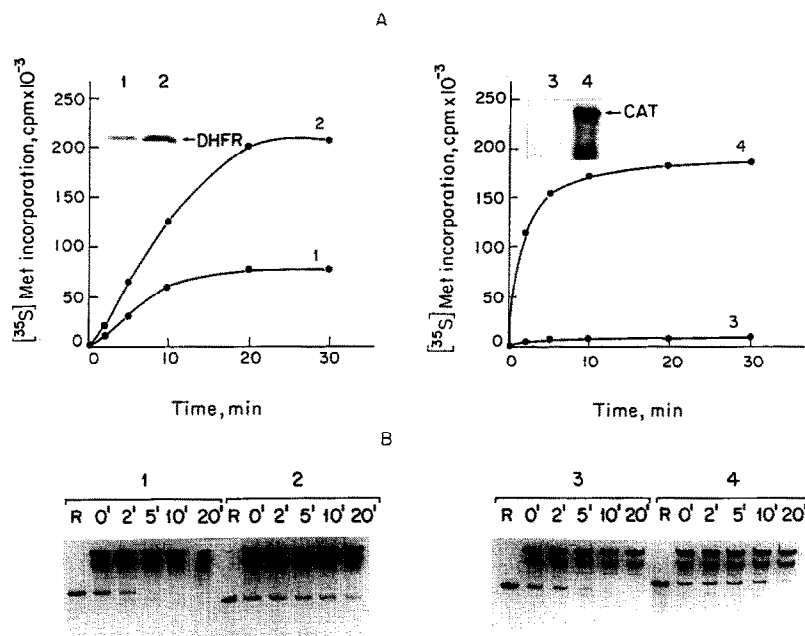 A
[³⁵S] Met incorporation, cpm×10⁻³
250
200
150
100
50
0
1 2
←DHFR
2
1
0 10 20 30
Time, min
[³⁵S] Met incorporation, cpm×10⁻³
250
200
150
100
50
0
3 4
←CAT
4
3
0 10 20 30
Time, min
B
1 2
R 0' 2' 5' 10' 20' R 0' 2' 5' 10' 20'
3 4
R 0' 2' 5' 10' 20' R 0' 2' 5' 10' 20'